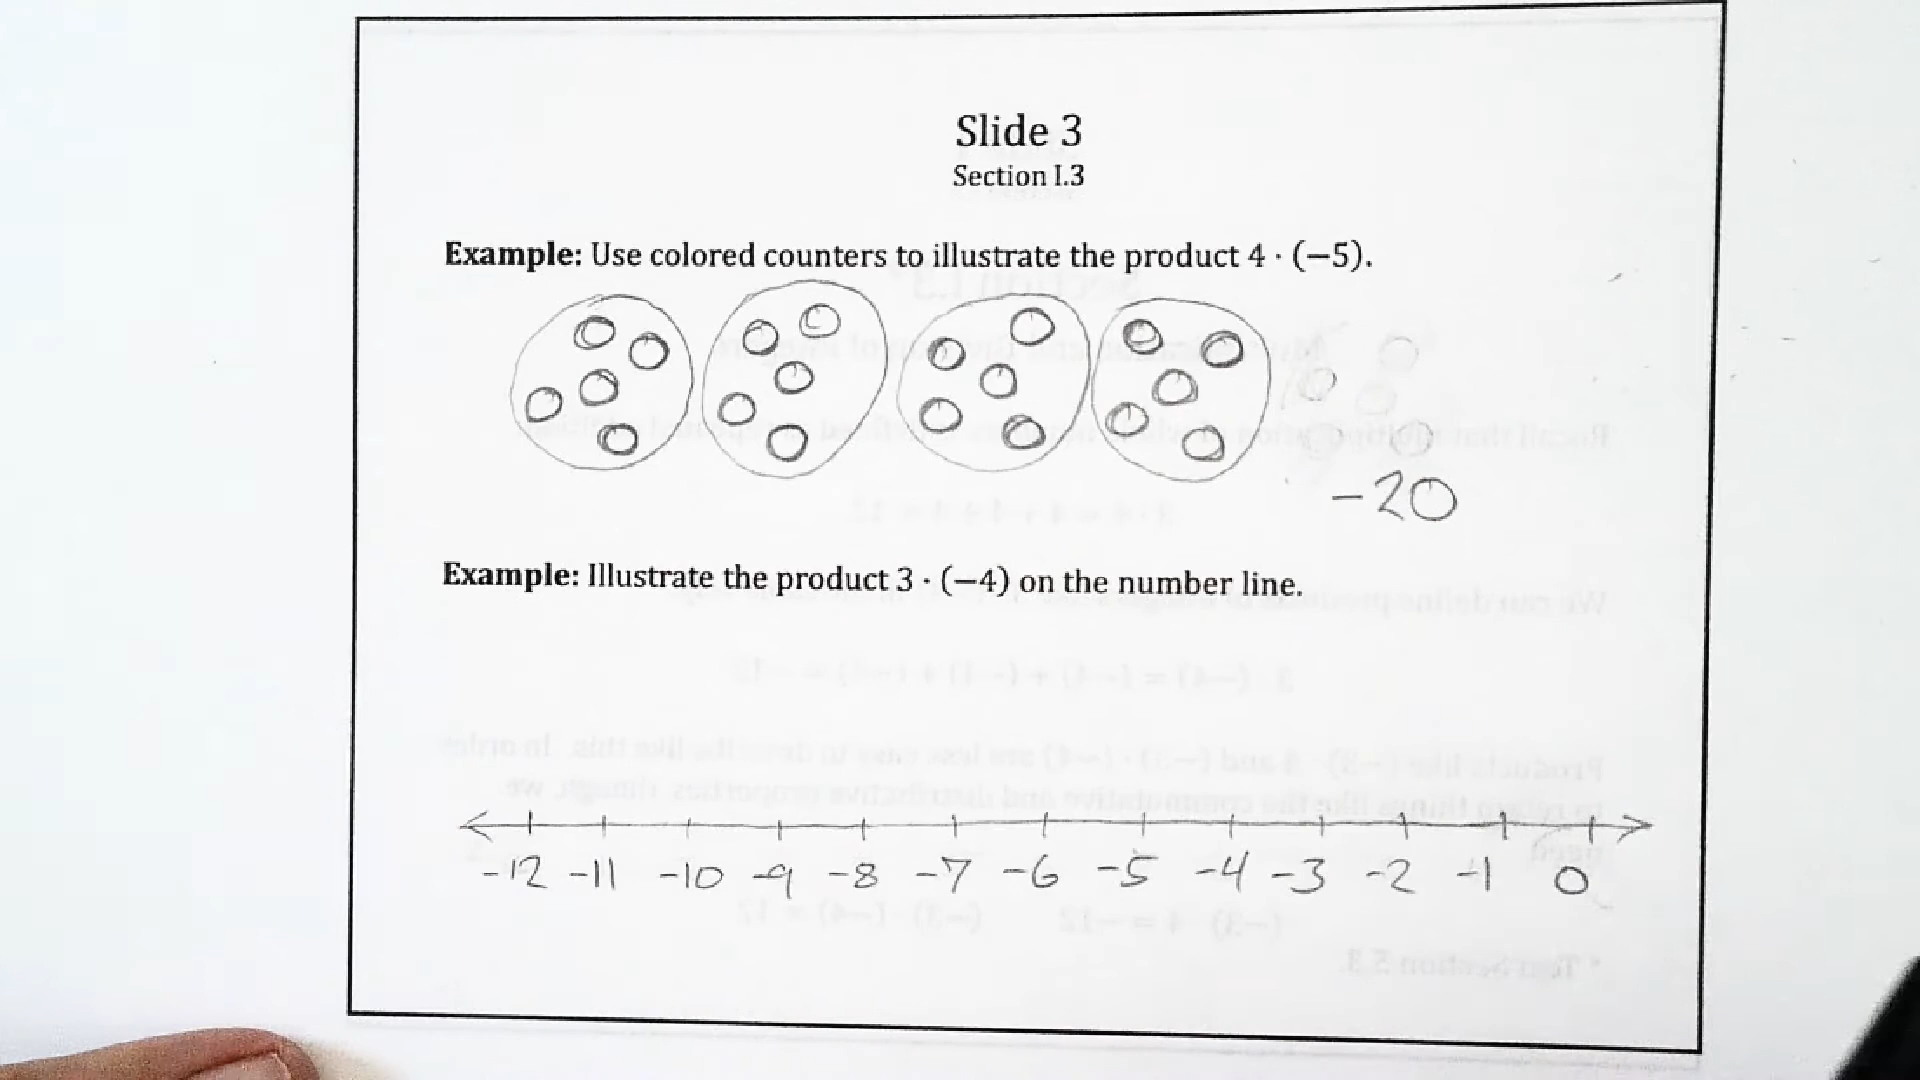 Slide 3
Section I.3
Example: Use colored counters to illustrate the product 4 · (−5).
-20
Example: Illustrate the product 3 · (−4) on the number line.
-12 -11 -10 -9 -8 -7 -6 -5 -4 -3 -2 -1 0